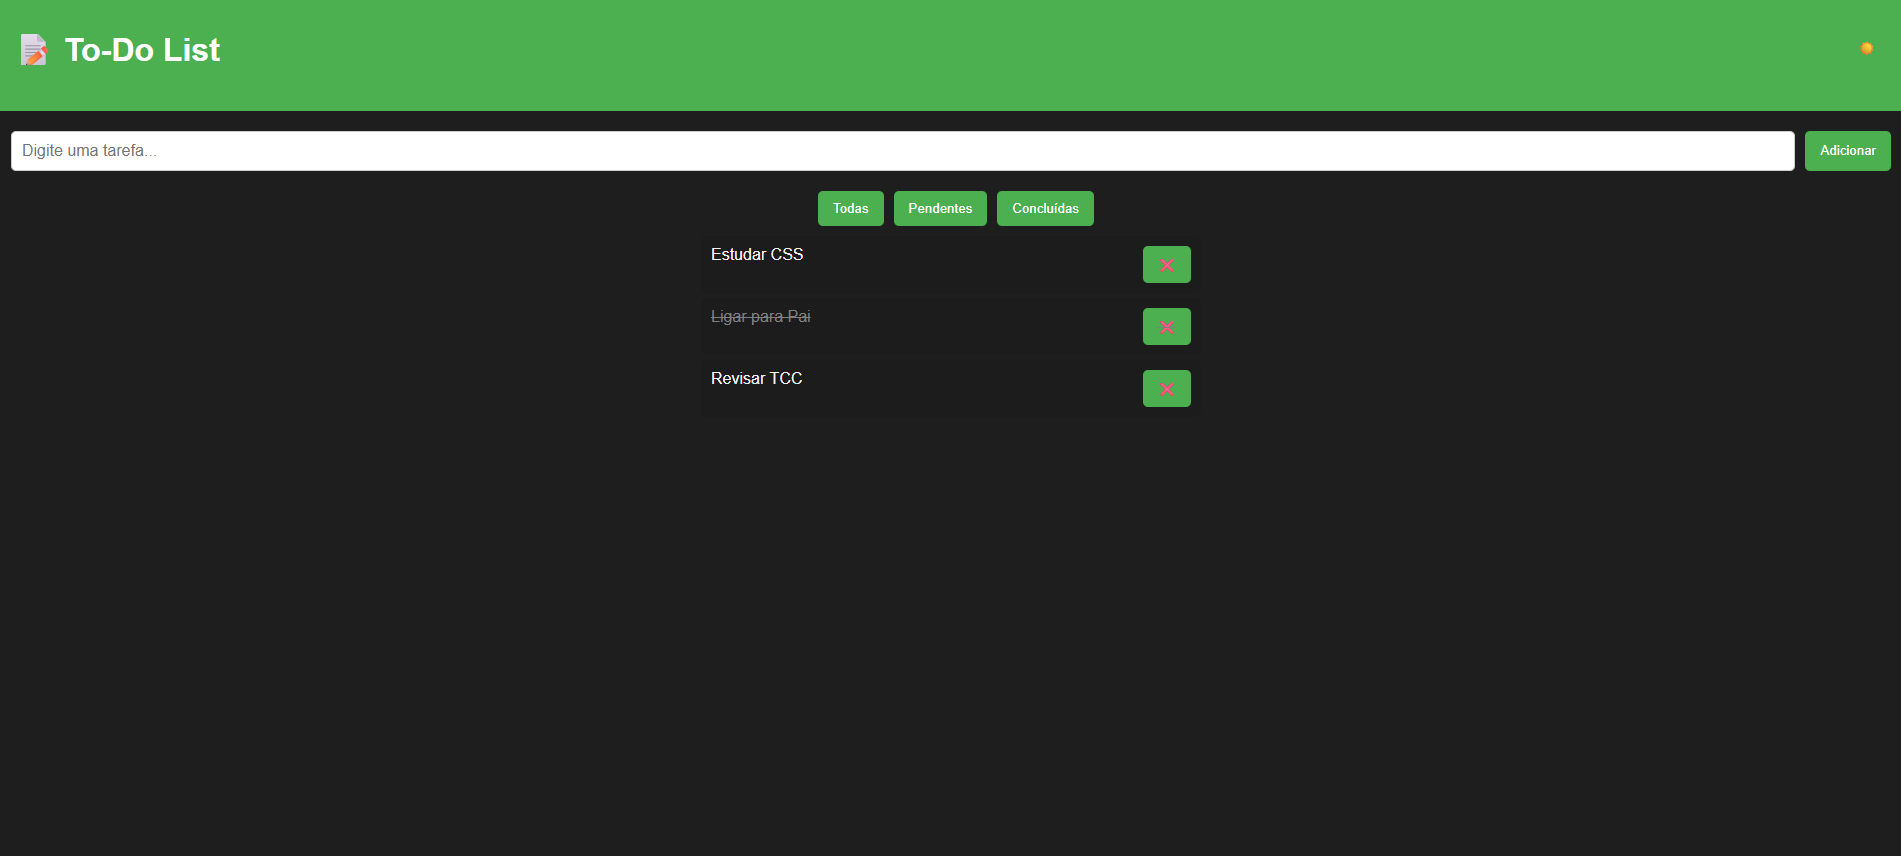 To-Do List
Digite uma tarefa...
Adicionar
Todas
Pendentes
Concluídas
Estudar CSS
Ligar para Pai
Revisar TCC